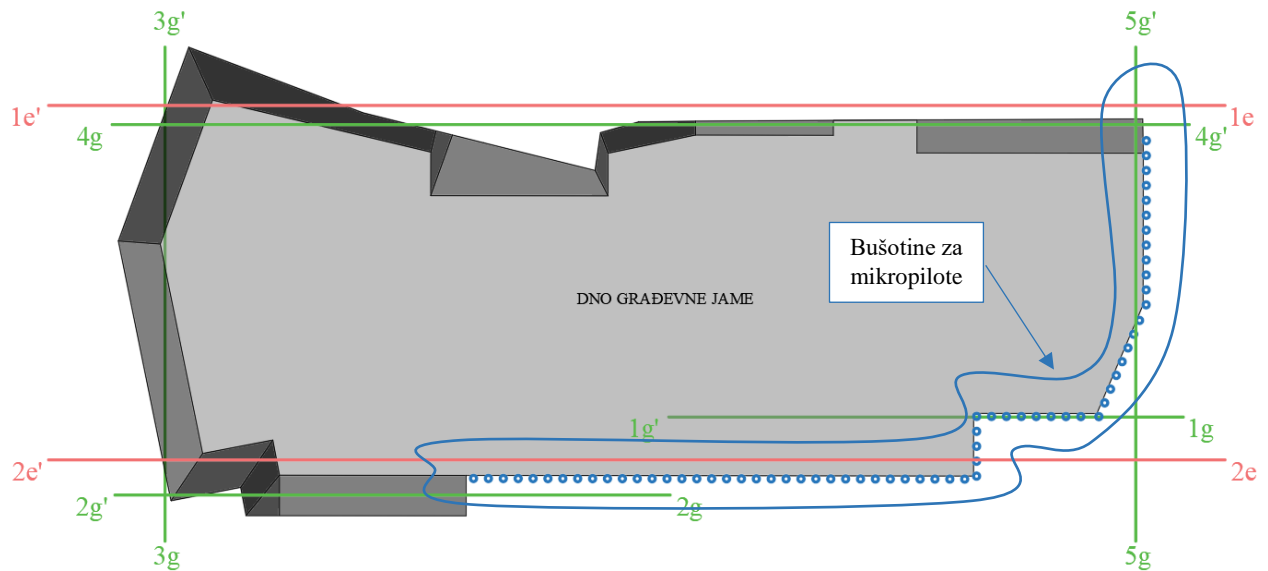 3g'
5g'
1e'
1e
4g
4g'
Bušotine za
mikropilote
DNO GRAĐEVNE JAME
1g'
1g
2e'
2e
2g'
2g
3g
5g